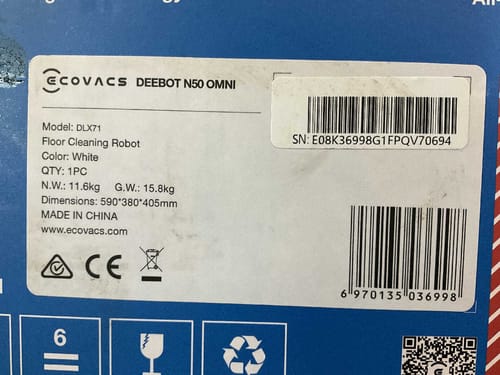 ECOVACS DEEBOT N50 OMNI
SN: E08K36998G1FPQV70694
Model: DLX71
Floor Cleaning Robot
Color: White
QTY: 1PC
N.W.: 11.6kg G.W.: 15.8kg
Dimensions: 590*380*405mm
MADE IN CHINA
www.ecovacs.com
CE
6 970135 036998
6